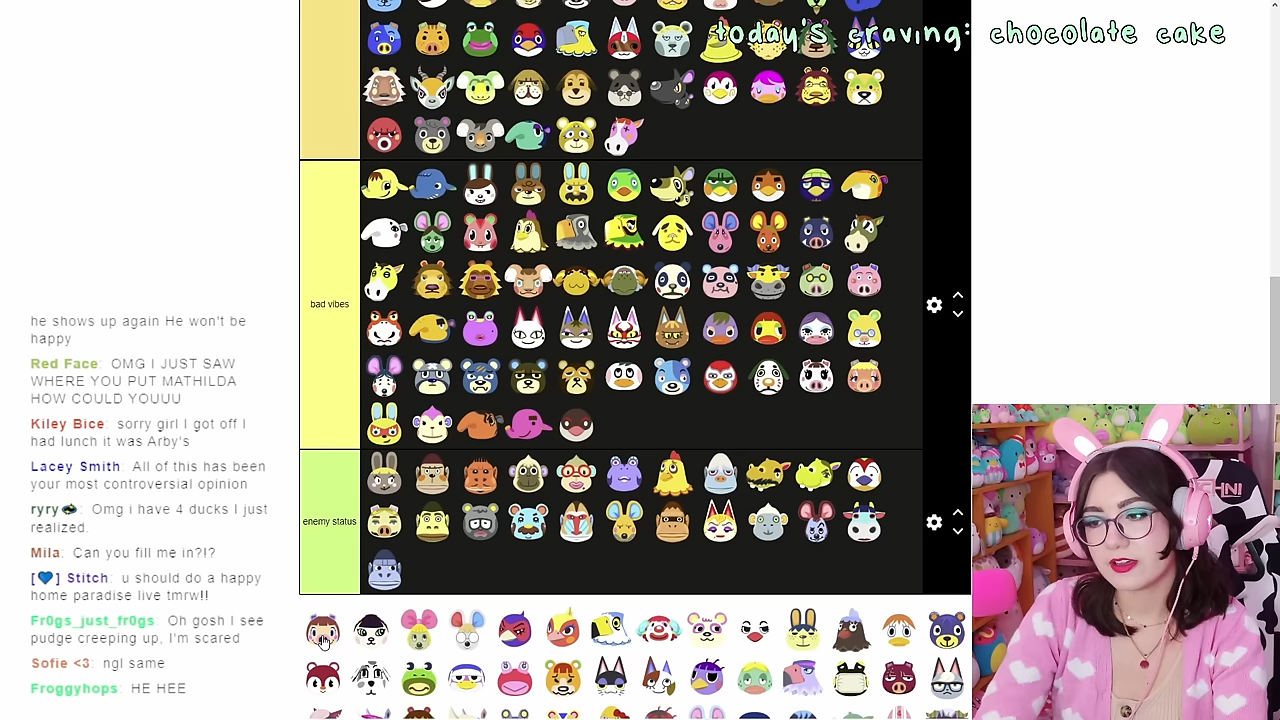 today's craving: chocolate cake
bad vibes
enemy status
he shows up again He won't be
happy
Red Face: OMG I JUST SAW
WHERE YOU PUT MATHILDA
HOW COULD YOUUU
Kiley Bice: sorry girl I got off I
had lunch it was Arby's
Lacey Smith: All of this has been
your most controversial opinion
ryry: Omg i have 4 ducks I just
realized.
Mila: Can you fill me in?!?
[💙] Stitch: u should do a happy
home paradise live tmrw!!
Fr0gs_just_fr0gs: Oh gosh I see
pudge creeping up, I'm scared
Sofie <3: ngl same
Froggyhops: HE HEE